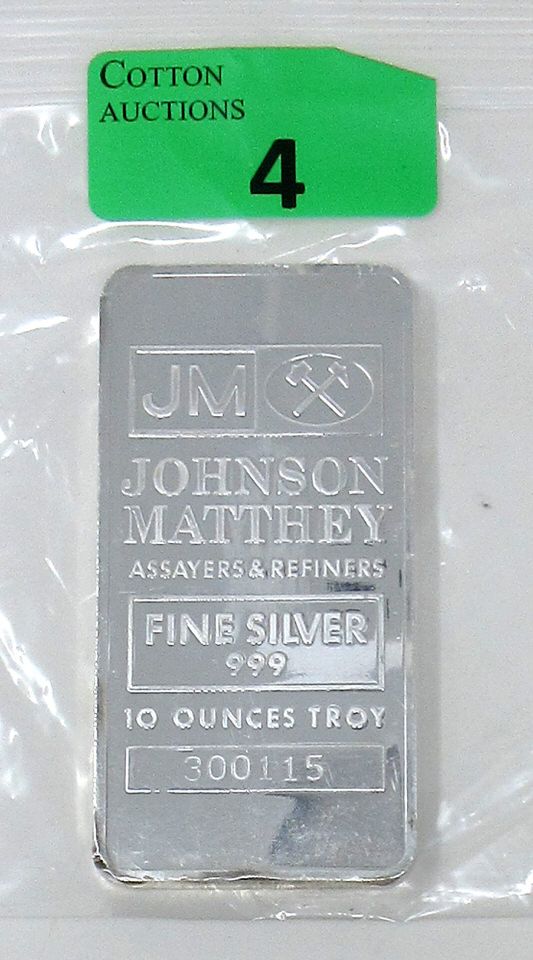 COTTON
AUCTIONS
4
JM
JOHNSON
MATTHEY
ASSAYERS & REFINERS
FINE SILVER
999
10 OUNCES TROY
300115